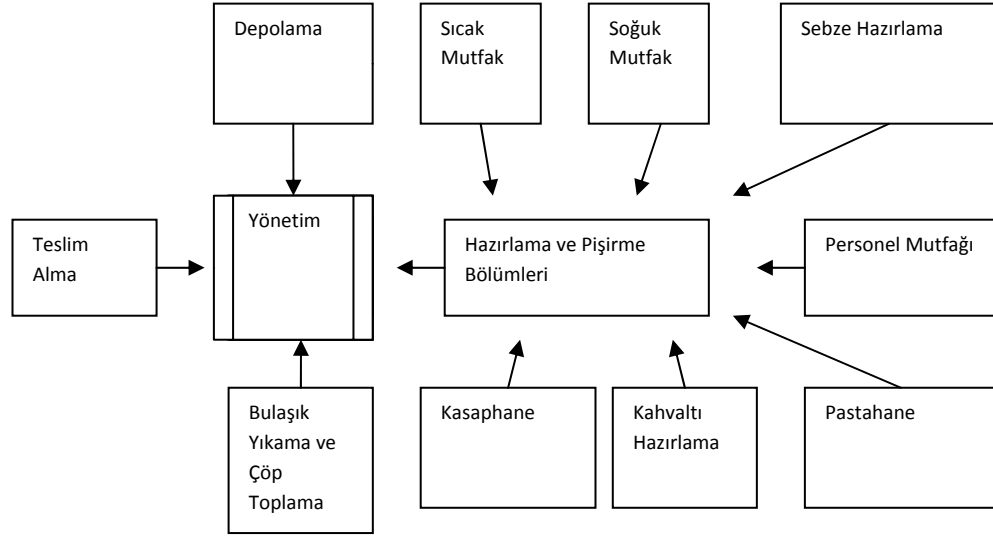 Depolama
Sıcak
Mutfak
Soğuk
Mutfak
Sebze Hazırlama
Teslim
Alma
Yönetim
Hazırlama ve Pişirme
Bölümleri
Personel Mutfağı
Bulaşık
Yıkama ve
Çöp
Toplama
Kasaphane
Kahvaltı
Hazırlama
Pastahane